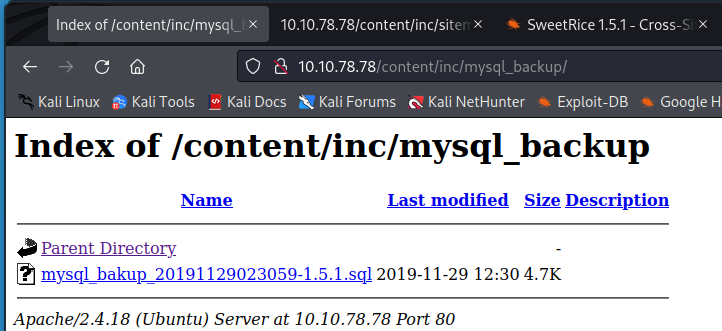 Index of /content/inc/mysql_b
10.10.78.78/content/inc/siter
SweetRice 1.5.1 - Cross-Si
10.10.78.78/content/inc/mysql_backup/
Kali Linux Kali Tools Kali Docs Kali Forums Kali NetHunter Exploit-DB Google H
Index of /content/inc/mysql_backup
Name Last modified Size Description
Parent Directory -
mysql_bakup_20191129023059-1.5.1.sql 2019-11-29 12:30 4.7K
Apache/2.4.18 (Ubuntu) Server at 10.10.78.78 Port 80